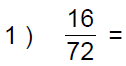 1 ) 16/72 =